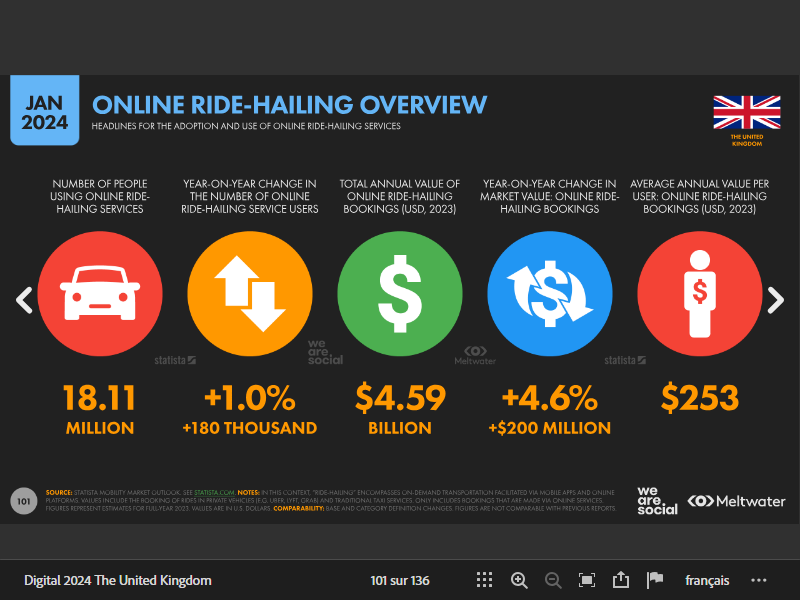 JAN
2024
ONLINE RIDE-HAILING OVERVIEW
HEADLINES FOR THE ADOPTION AND USE OF ONLINE RIDE-HAILING SERVICES
THE UNITED
KINGDOM
NUMBER OF PEOPLE
USING ONLINE RIDE-
HAILING SERVICES
YEAR-ON-YEAR CHANGE IN
THE NUMBER OF ONLINE
RIDE-HAILING SERVICE USERS
TOTAL ANNUAL VALUE OF
ONLINE RIDE-HAILING
BOOKINGS (USD, 2023)
YEAR-ON-YEAR CHANGE IN
MARKET VALUE: ONLINE RIDE-
HAILING BOOKINGS
AVERAGE ANNUAL VALUE PER
USER: ONLINE RIDE-HAILING
BOOKINGS (USD, 2023)
$
$
$
statista
we
are
social
Meltwater
statista
18.11
MILLION
+1.0%
+180 THOUSAND
$4.59
BILLION
+4.6%
+$200 MILLION
$253
101
SOURCE: STATISTA MOBILITY MARKET OUTLOOK. SEE STATISTA.COM. NOTES: IN THIS CONTEXT, "RIDE-HAILING" ENCOMPASSES ON-DEMAND TRANSPORTATION FACILITATED VIA MOBILE APPS AND ONLINE
PLATFORMS. VALUES INCLUDE THE BOOKING OF RIDES IN PRIVATE VEHICLES (E.G. UBER, LYFT, GRAB) AND TRADITIONAL TAXI SERVICES. ONLY INCLUDES BOOKINGS THAT ARE MADE VIA ONLINE SERVICES.
FIGURES REPRESENT ESTIMATES FOR FULL-YEAR 2023. VALUES ARE IN U.S. DOLLARS. COMPARABILITY: BASE AND CATEGORY DEFINITION CHANGES. FIGURES ARE NOT COMPARABLE WITH PREVIOUS REPORTS.
we
are
social
Meltwater
Digital 2024 The United Kingdom
101 sur 136
français